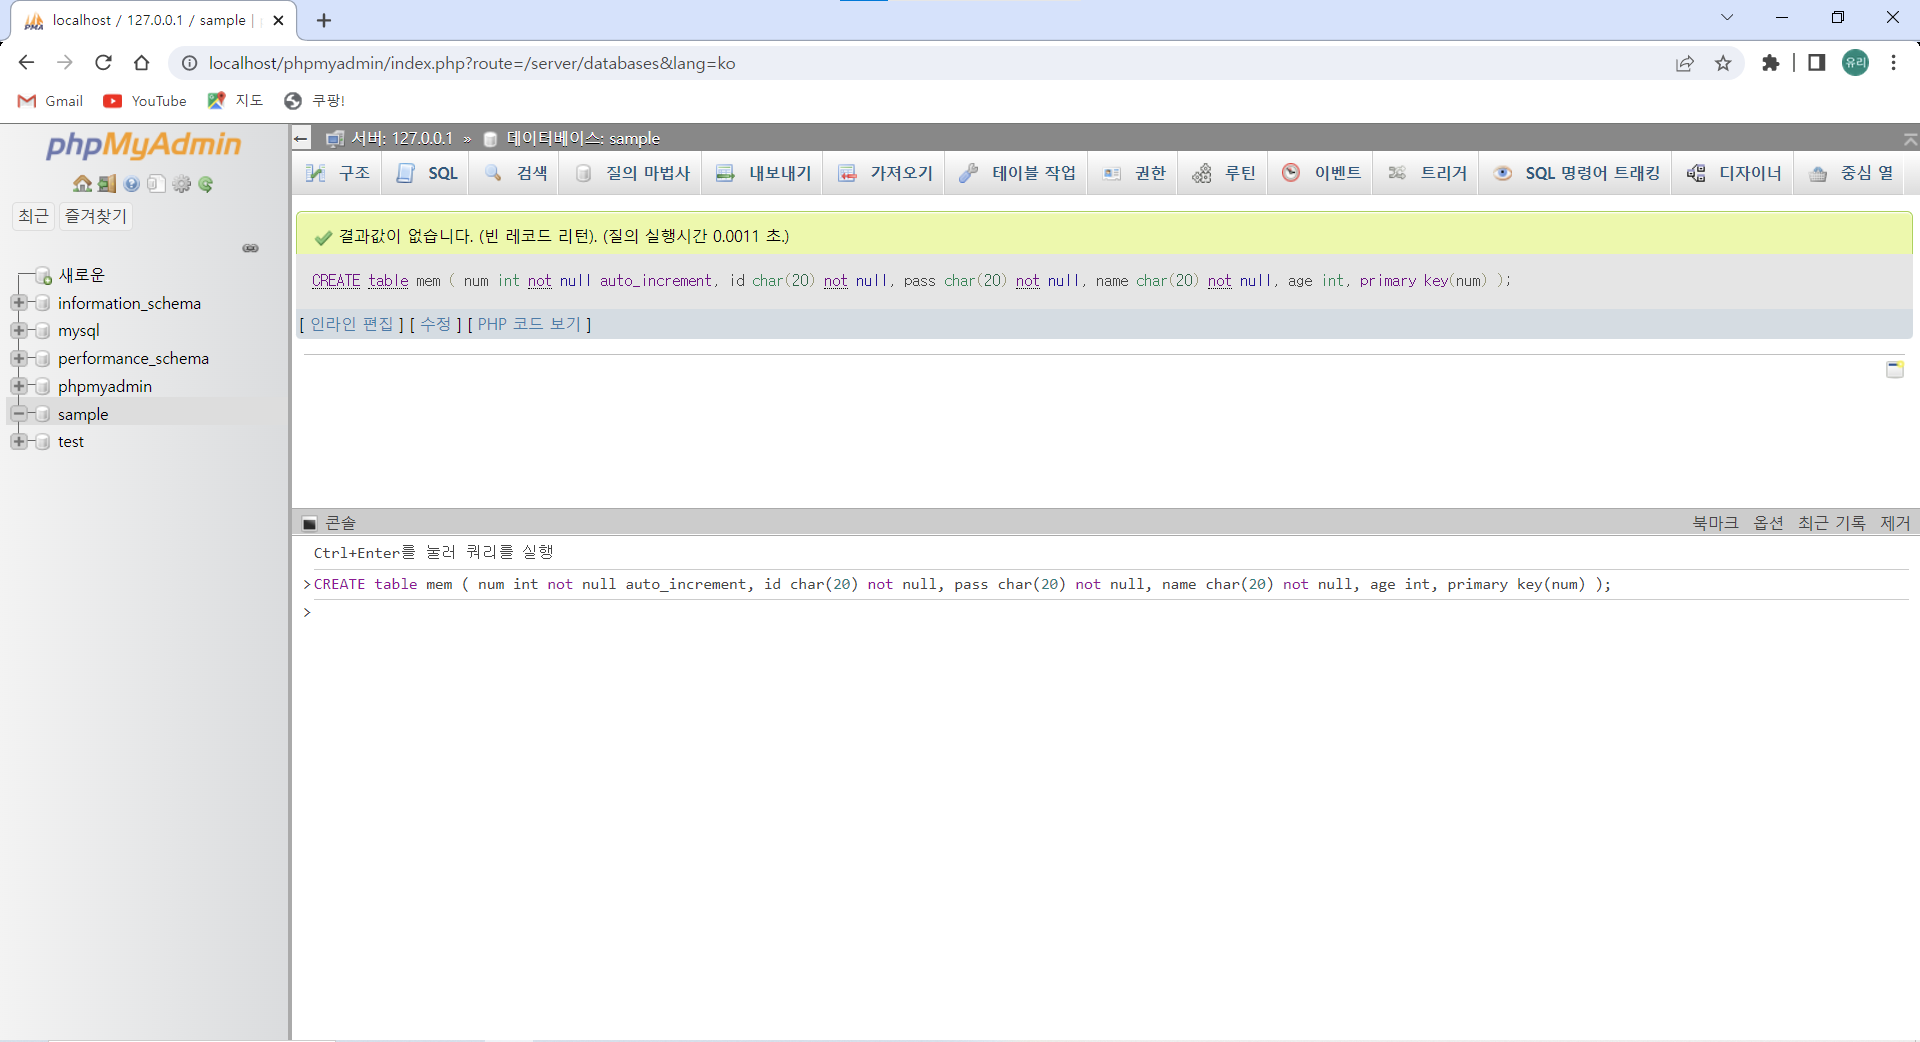 localhost / 127.0.0.1 / sample |
localhost/phpmyadmin/index.php?route=/server/databases&lang=ko
유리
Gmail YouTube 지도 쿠팡!
phpMyAdmin
최근 즐겨찾기
새로운
information_schema
mysql
performance_schema
phpmyadmin
sample
test
서버: 127.0.0.1 » 데이터베이스: sample
구조 SQL 검색 질의 마법사 내보내기 가져오기 테이블 작업 권한 루틴 이벤트 트리거 SQL 명령어 트래킹 디자이너 중심 열
결과값이 없습니다. (빈 레코드 리턴). (질의 실행시간 0.0011 초.)
CREATE table mem ( num int not null auto_increment, id char(20) not null, pass char(20) not null, name char(20) not null, age int, primary key(num) );
[ 인라인 편집 ] [ 수정 ] [ PHP 코드 보기 ]
콘솔 북마크 옵션 최근 기록 제거
Ctrl+Enter를 눌러 쿼리를 실행
>CREATE table mem ( num int not null auto_increment, id char(20) not null, pass char(20) not null, name char(20) not null, age int, primary key(num) );
>